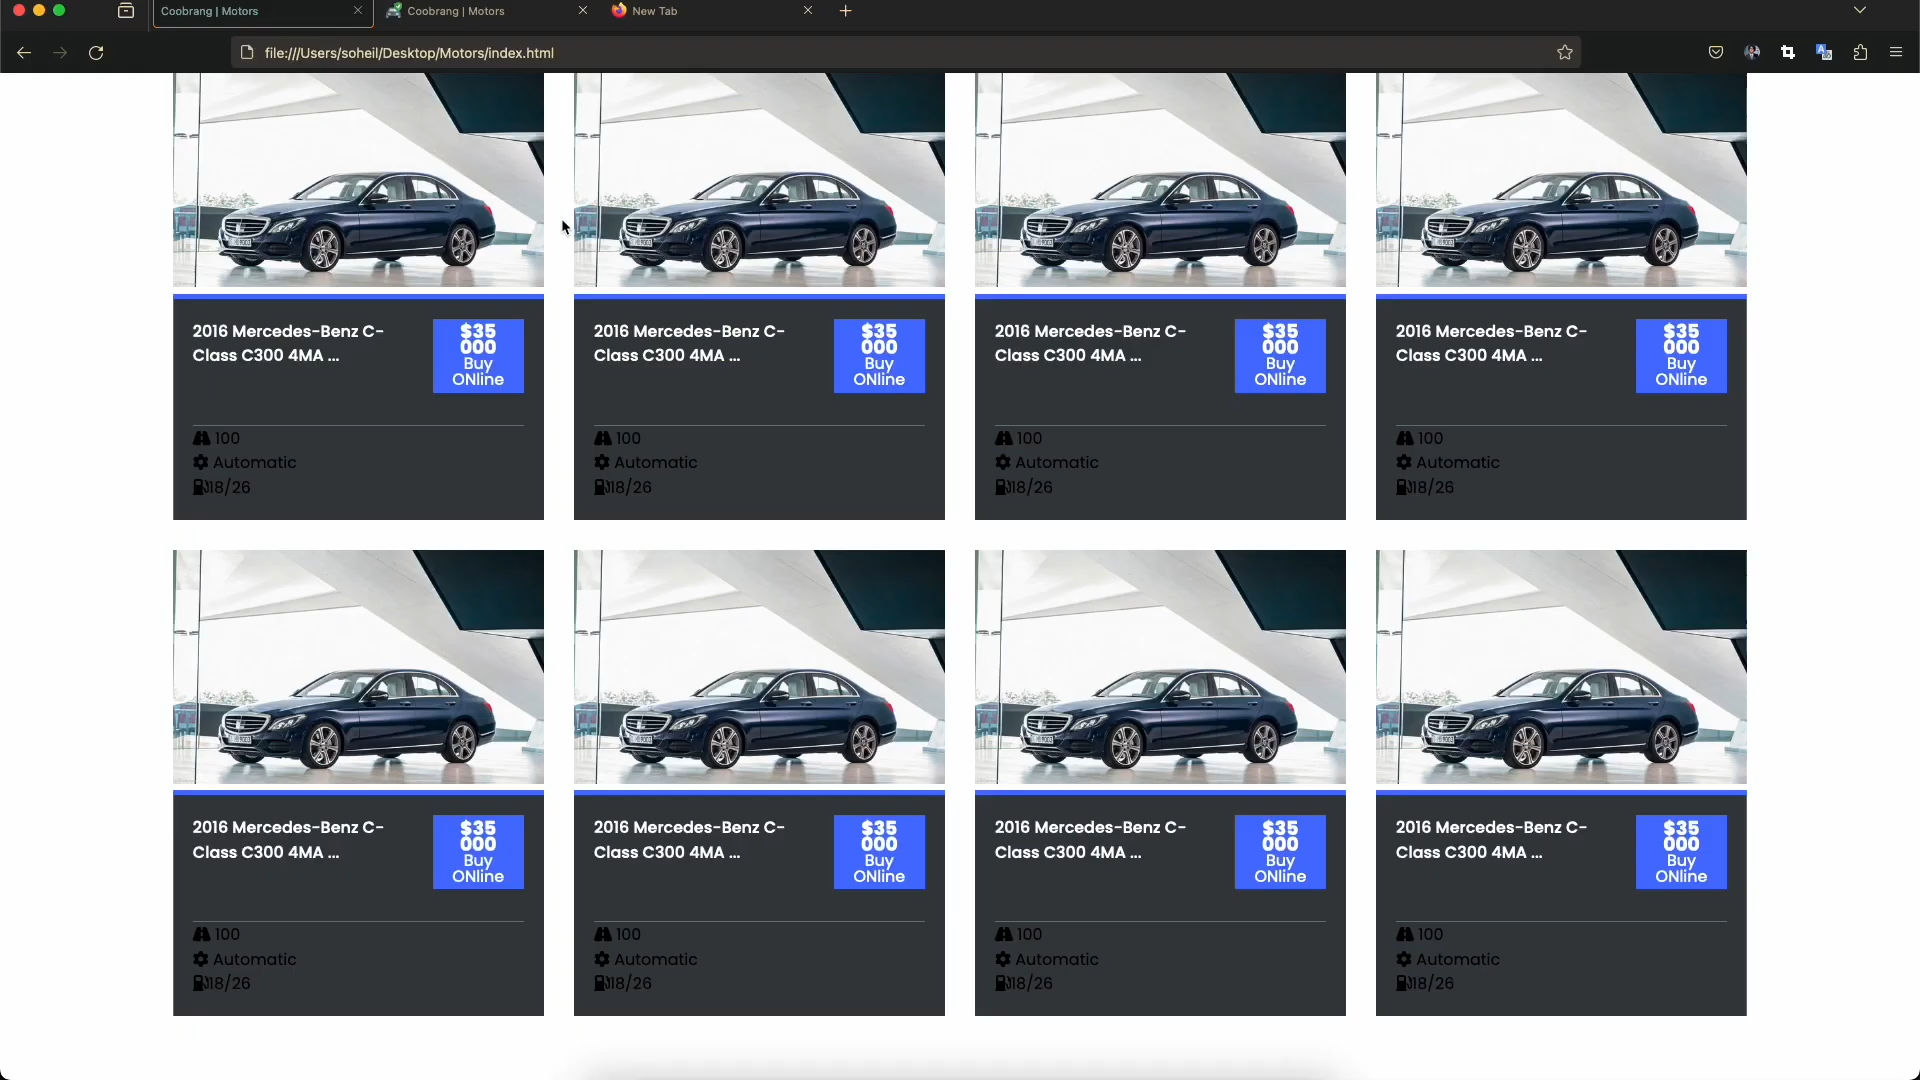 Coobrang | Motors
Coobrang | Motors
New Tab
file:///Users/soheil/Desktop/Motors/index.html
2016 Mercedes-Benz C-
Class C300 4MA ...
$35
000
Buy
ONline
100
Automatic
18/26
2016 Mercedes-Benz C-
Class C300 4MA ...
$35
000
Buy
ONline
100
Automatic
18/26
2016 Mercedes-Benz C-
Class C300 4MA ...
$35
000
Buy
ONline
100
Automatic
18/26
2016 Mercedes-Benz C-
Class C300 4MA ...
$35
000
Buy
ONline
100
Automatic
18/26
2016 Mercedes-Benz C-
Class C300 4MA ...
$35
000
Buy
ONline
100
Automatic
18/26
2016 Mercedes-Benz C-
Class C300 4MA ...
$35
000
Buy
ONline
100
Automatic
18/26
2016 Mercedes-Benz C-
Class C300 4MA ...
$35
000
Buy
ONline
100
Automatic
18/26
2016 Mercedes-Benz C-
Class C300 4MA ...
$35
000
Buy
ONline
100
Automatic
18/26